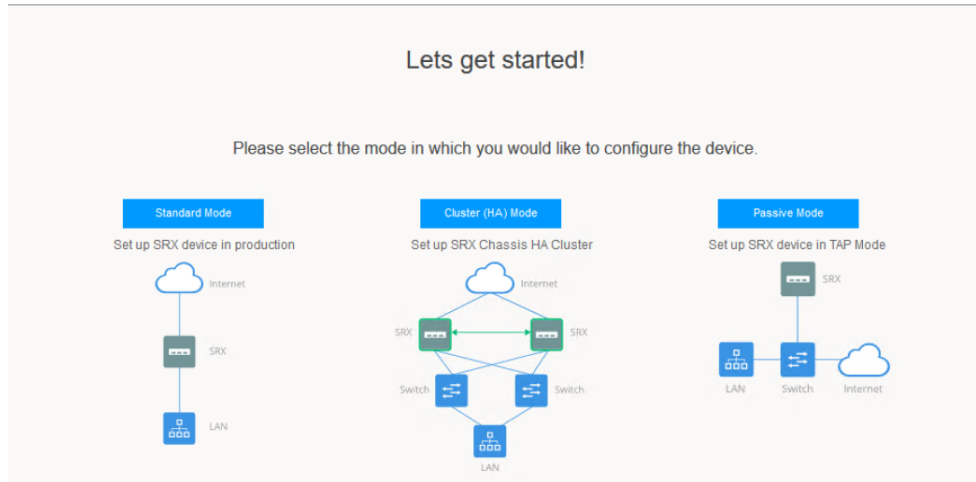 Lets get started!
Please select the mode in which you would like to configure the device.
Standard Mode
Set up SRX device in production
Internet
SRX
LAN
Cluster (HA) Mode
Set up SRX Chassis HA Cluster
Internet
SRX
SRX
Switch
Switch
LAN
Passive Mode
Set up SRX device in TAP Mode
SRX
LAN
Switch
Internet